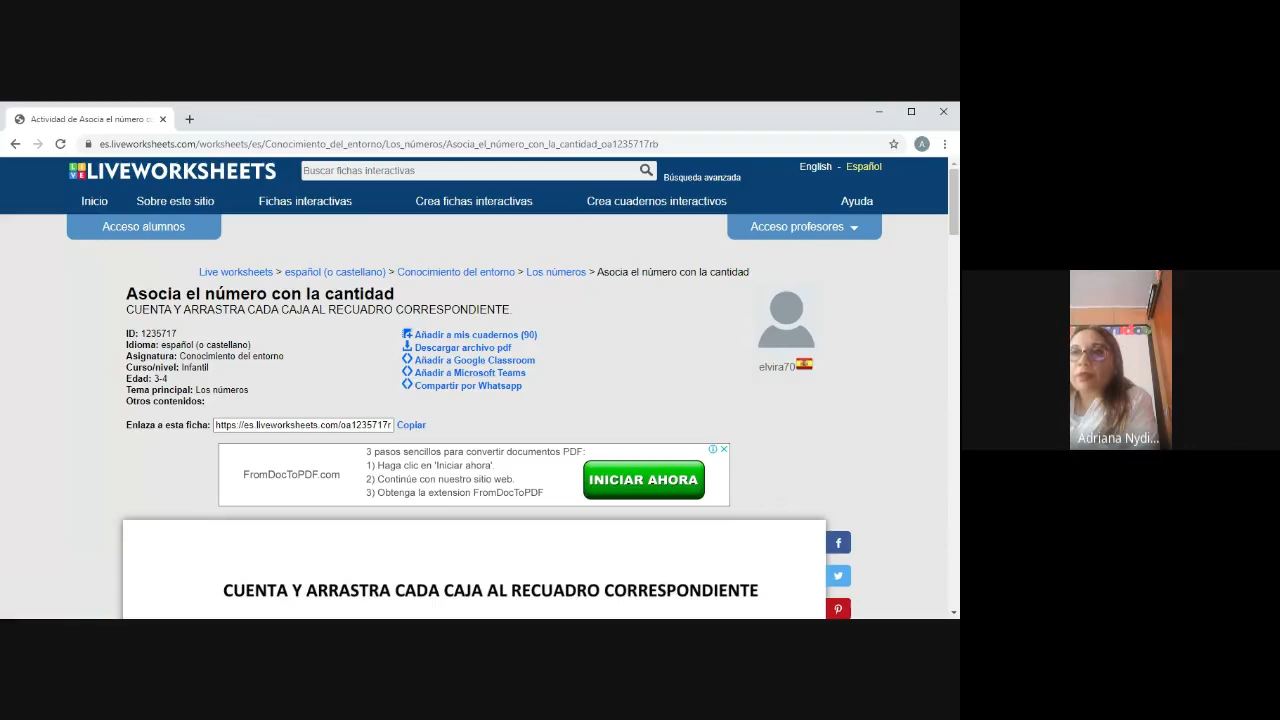 Actividad de Asocia el número co
es.liveworksheets.com/worksheets/es/Conocimiento_del_entorno/Los_números/Asocia_el_número_con_la_cantidad_oa1235717rb
A
LIVE
LIVEWORKSHEETS
Buscar fichas interactivas
Búsqueda avanzada
English - Español
Inicio
Sobre este sitio
Fichas interactivas
Crea fichas interactivas
Crea cuadernos interactivos
Ayuda
Acceso alumnos
Acceso profesores
Live worksheets > español (o castellano) > Conocimiento del entorno > Los números > Asocia el número con la cantidad
Asocia el número con la cantidad
CUENTA Y ARRASTRA CADA CAJA AL RECUADRO CORRESPONDIENTE.
ID: 1235717
Idioma: español (o castellano)
Asignatura: Conocimiento del entorno
Curso/nivel: Infantil
Edad: 3-4
Tema principal: Los números
Otros contenidos:
Añadir a mis cuadernos (90)
Descargar archivo pdf
Añadir a Google Classroom
Añadir a Microsoft Teams
Compartir por Whatsapp
elvira70
Enlaza a esta ficha: https://es.liveworksheets.com/oa1235717r Copiar
FromDocToPDF.com
3 pasos sencillos para convertir documentos PDF:
1) Haga clic en 'Iniciar ahora'.
2) Continúe con nuestro sitio web.
3) Obtenga la extension FromDocToPDF
INICIAR AHORA
CUENTA Y ARRASTRA CADA CAJA AL RECUADRO CORRESPONDIENTE
Adriana Nydi...